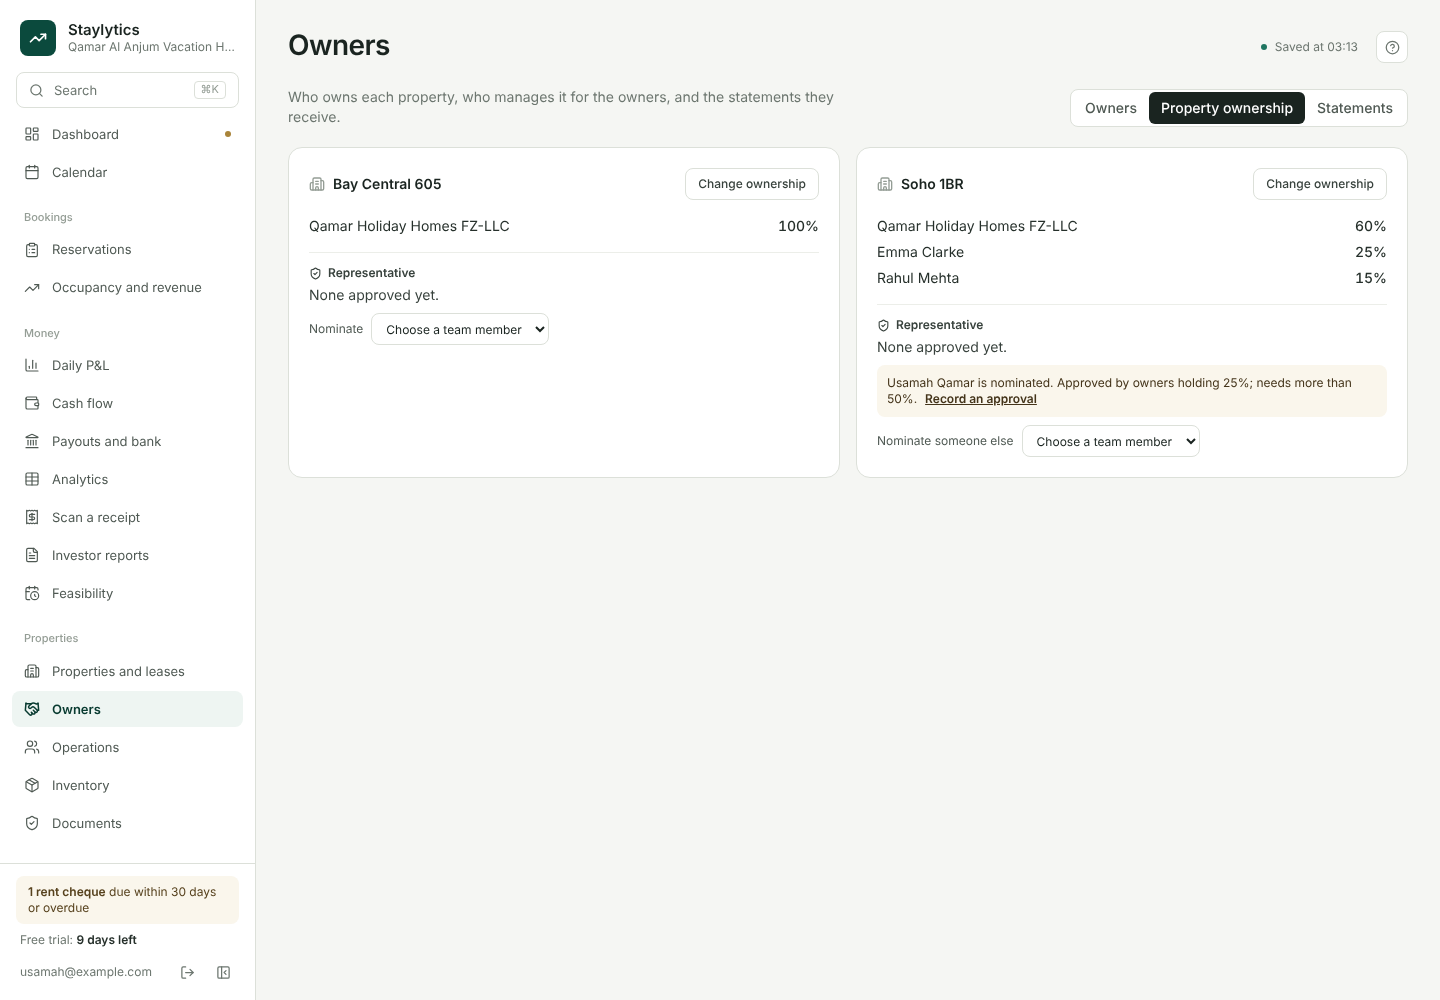 Staylytics
Qamar Al Anjum Vacation H...
Search
⌘K
Dashboard
Calendar
Bookings
Reservations
Occupancy and revenue
Money
Daily P&L
Cash flow
Payouts and bank
Analytics
Scan a receipt
Investor reports
Feasibility
Properties
Properties and leases
Owners
Operations
Inventory
Documents
1 rent cheque due within 30 days
or overdue
Free trial: 9 days left
usamah@example.com
Owners
Saved at 03:13
Who owns each property, who manages it for the owners, and the statements they
receive.
Owners
Property ownership
Statements
Bay Central 605
Change ownership
Qamar Holiday Homes FZ-LLC 100%
Representative
None approved yet.
Nominate
Choose a team member
Soho 1BR
Change ownership
Qamar Holiday Homes FZ-LLC 60%
Emma Clarke 25%
Rahul Mehta 15%
Representative
None approved yet.
Usamah Qamar is nominated. Approved by owners holding 25%; needs more than
50%. Record an approval
Nominate someone else
Choose a team member